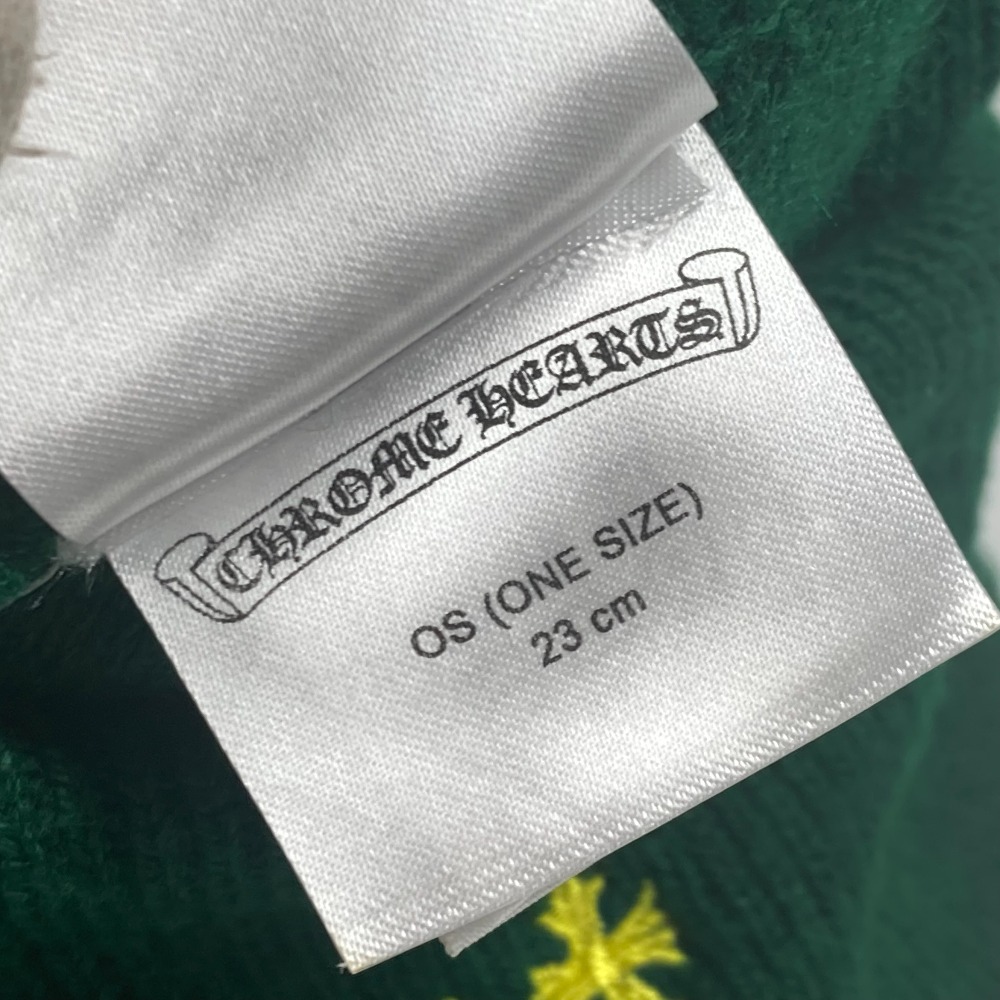 CHROME HEARTS
OS (ONE SIZE)
23 cm